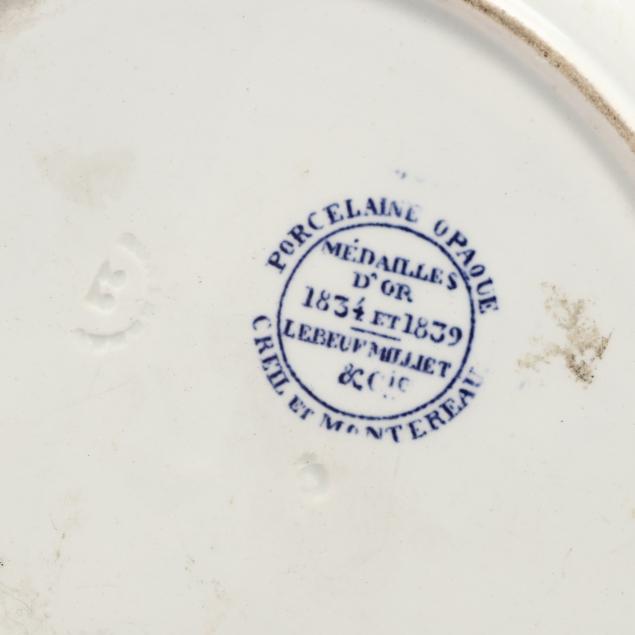 PORCELAINE OPAQUE
MÉDAILLES
D'OR
1834 ET 1839
LEBEUF MILLIET
& Cie
CREIL ET MONTEREAU